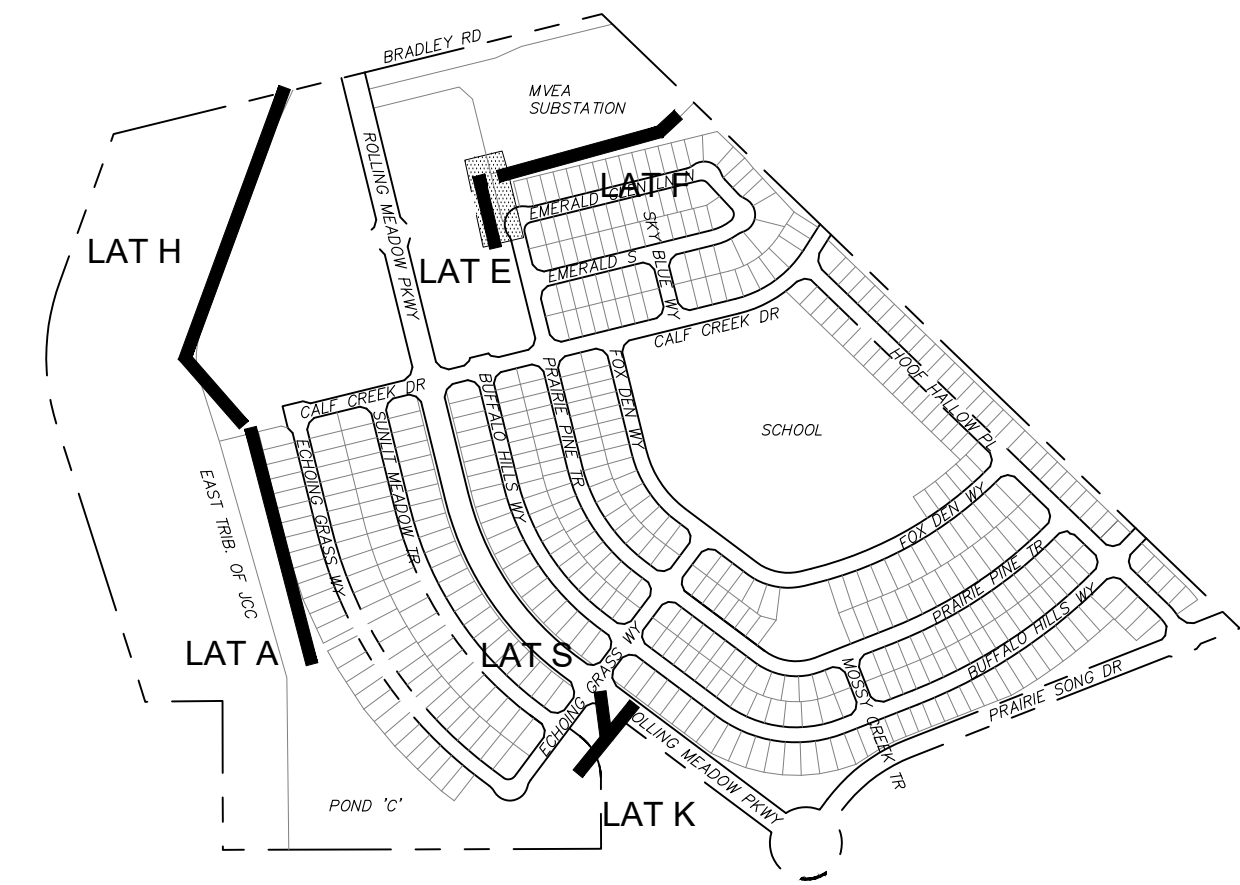 BRADLEY RD
MVEA
SUBSTATION
ROLLING MEADOW PKWY
LAT F
EMERALD
SKY BLUE WY
LAT H
LAT E
EMERALD S
CALF CREEK DR
HOOF HALLOW PL
CALF CREEK DR
FOX DEN WY
PRAIRIE PINE TR
BUFFALO HILLS WY
SUNLIT MEADOW TR
ECHOING GRASS WY
SCHOOL
EAST TRIB. OF JCC
FOX DEN WY
PRAIRIE PINE TR
BUFFALO HILLS WY
LAT A
LAT S
ECHOING GRASS WY
MOSSY CREEK TR
PRAIRIE SONG DR
OLLING MEADOW PKWY
POND 'C'
LAT K